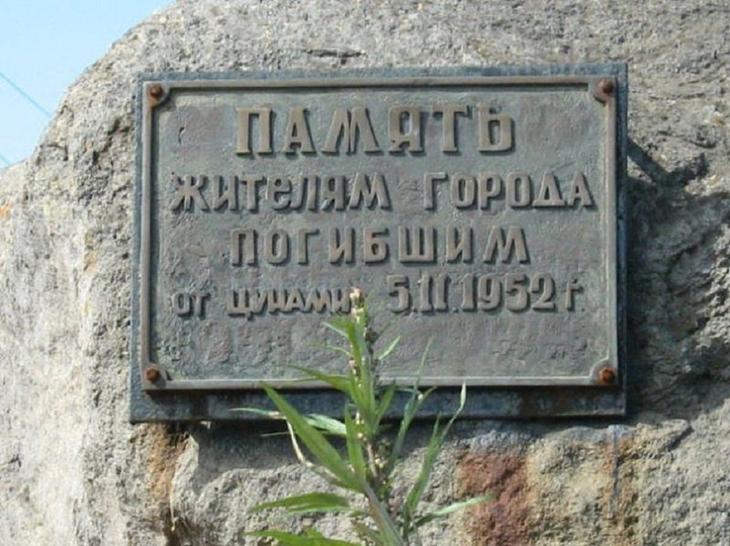 ПАМЯТЬ
ЖИТЕЛЯМ ГОРОДА
ПОГИБШИМ
ОТ ЦУНАМИ 5.11.1952 г.